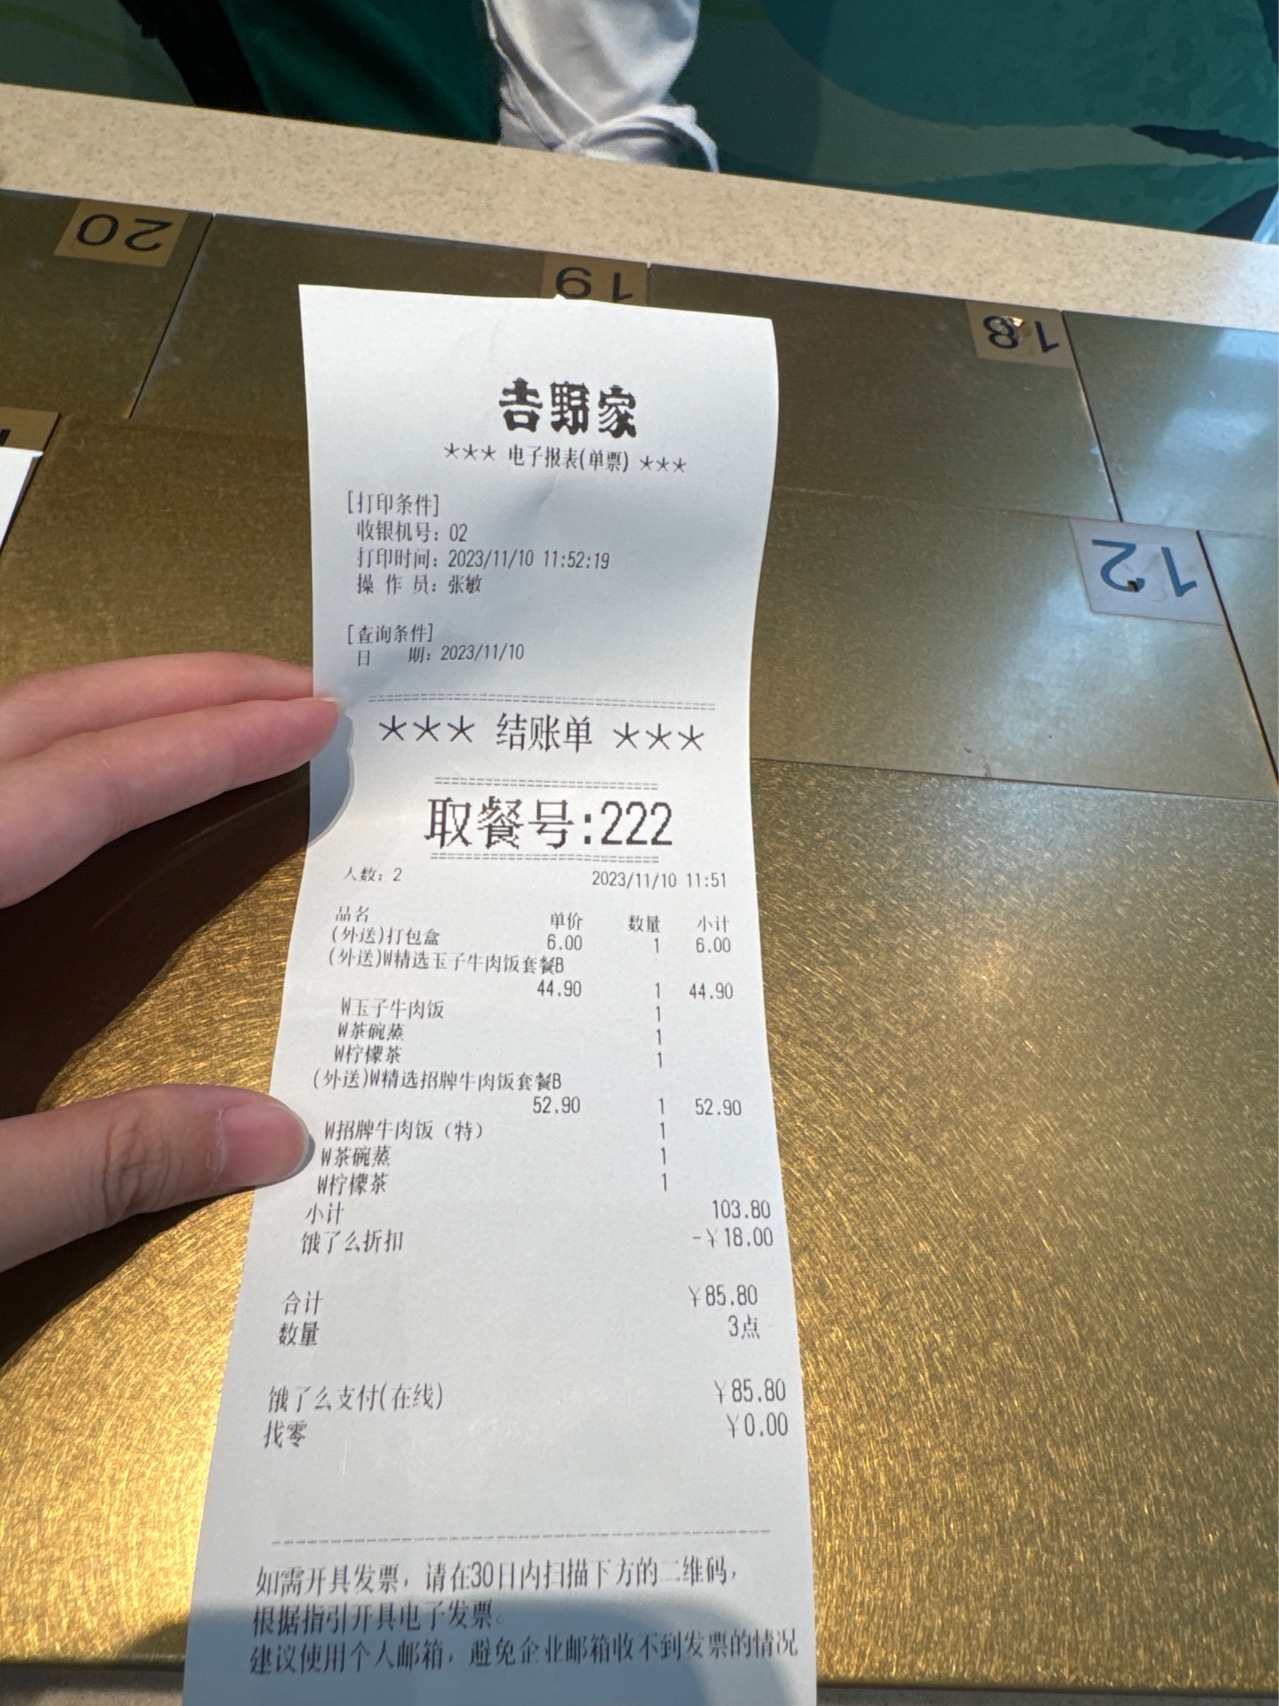 20
19
18
12
吉野家
*** 电子报表(单票) ***
[打印条件]
收银机号: 02
打印时间: 2023/11/10 11:52:19
操 作 员: 张敏
[查询条件]
日 期: 2023/11/10
*** 结账单 ***
取餐号:222
人数: 2 2023/11/10 11:51
品名 单价 数量 小计
(外送)打包盒 6.00 1 6.00
(外送)W精选玉子牛肉饭套餐B
44.90 1 44.90
W玉子牛肉饭 1
W茶碗蒸 1
W柠檬茶 1
(外送)W精选招牌牛肉饭套餐B
52.90 1 52.90
W招牌牛肉饭（特） 1
W茶碗蒸 1
W柠檬茶 1
小计 103.80
饿了么折扣 -¥18.00
合计 ¥85.80
数量 3点
饿了么支付(在线) ¥85.80
找零 ¥0.00
如需开具发票，请在30日内扫描下方的二维码，
根据指引开具电子发票。
建议使用个人邮箱，避免企业邮箱收不到发票的情况